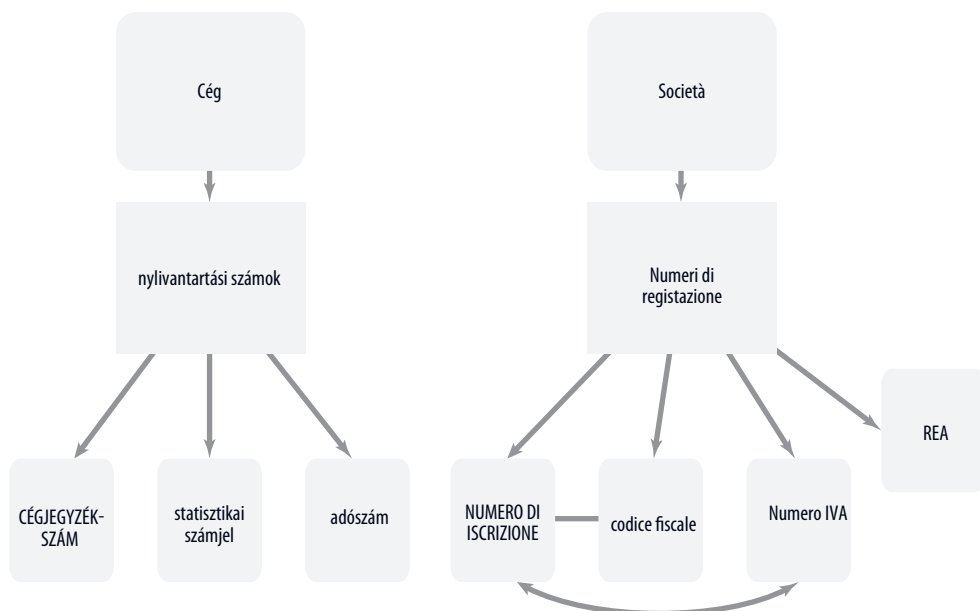 Cég
Società
nylivantartási számok
Numeri di
registazione
REA
CÉGJEGYZÉK-
SZÁM
statisztikai
számjel
adószám
NUMERO DI
ISCRIZIONE
codice fiscale
Numero IVA